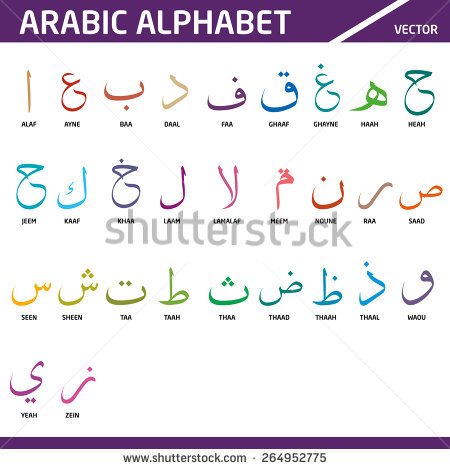 ARABIC ALPHABET VECTOR
ا ع ب د ف ق غ ه ح
ALAF AYNE BAA DAAL FAA GHAAF GHAYNE HAAH HEAH
ج ك خ ل لا م ن ر ص
JEEM KAAF KHAA LAAM LAMALAF MEEM NOUNE RAA SAAD
shutterstock
س ش ت ط ث ض ظ ذ و
SEEN SHEEN TAA TAAH THAA THAAD THAAH THAAL WAOU
ي ز
YEAH ZEIN
www.shutterstock.com · 264952775